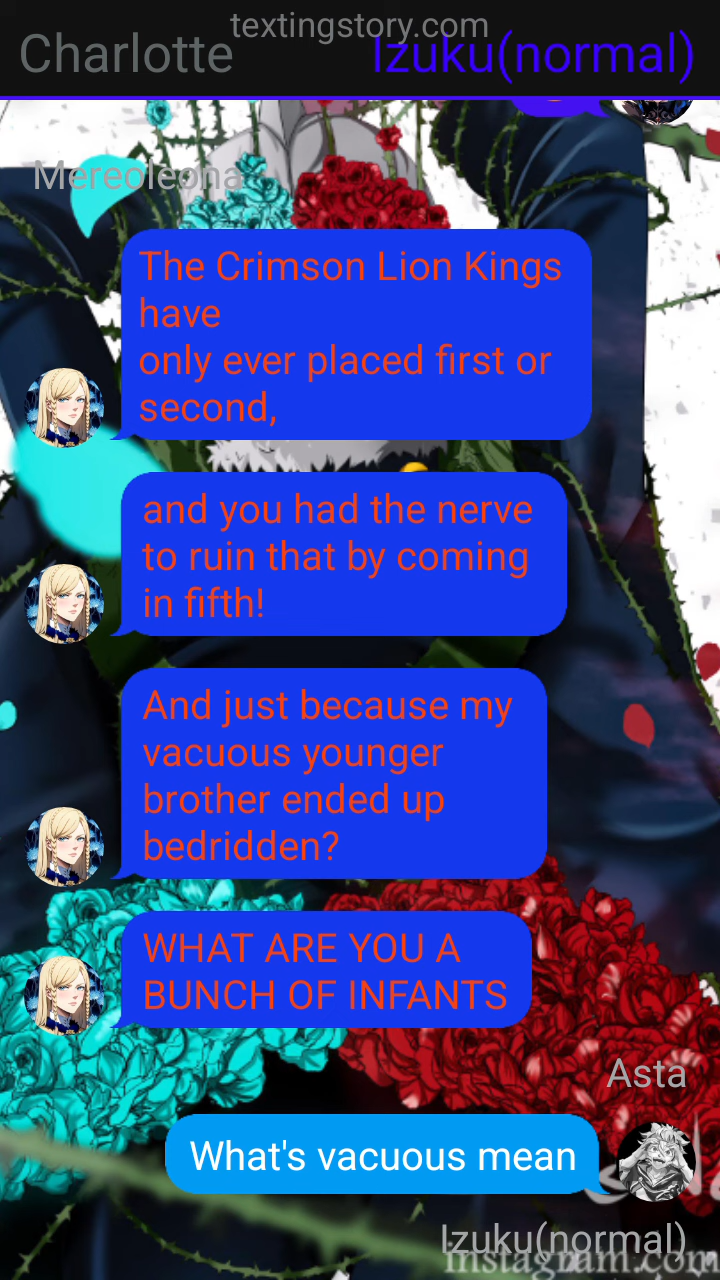 textingstory.com
Charlotte
Izuku(normal)
Mereoleona
The Crimson Lion Kings
have
only ever placed first or
second,
and you had the nerve
to ruin that by coming
in fifth!
And just because my
vacuous younger
brother ended up
bedridden?
WHAT ARE YOU A
BUNCH OF INFANTS
Asta
What's vacuous mean
Izuku(normal)
instagram.com